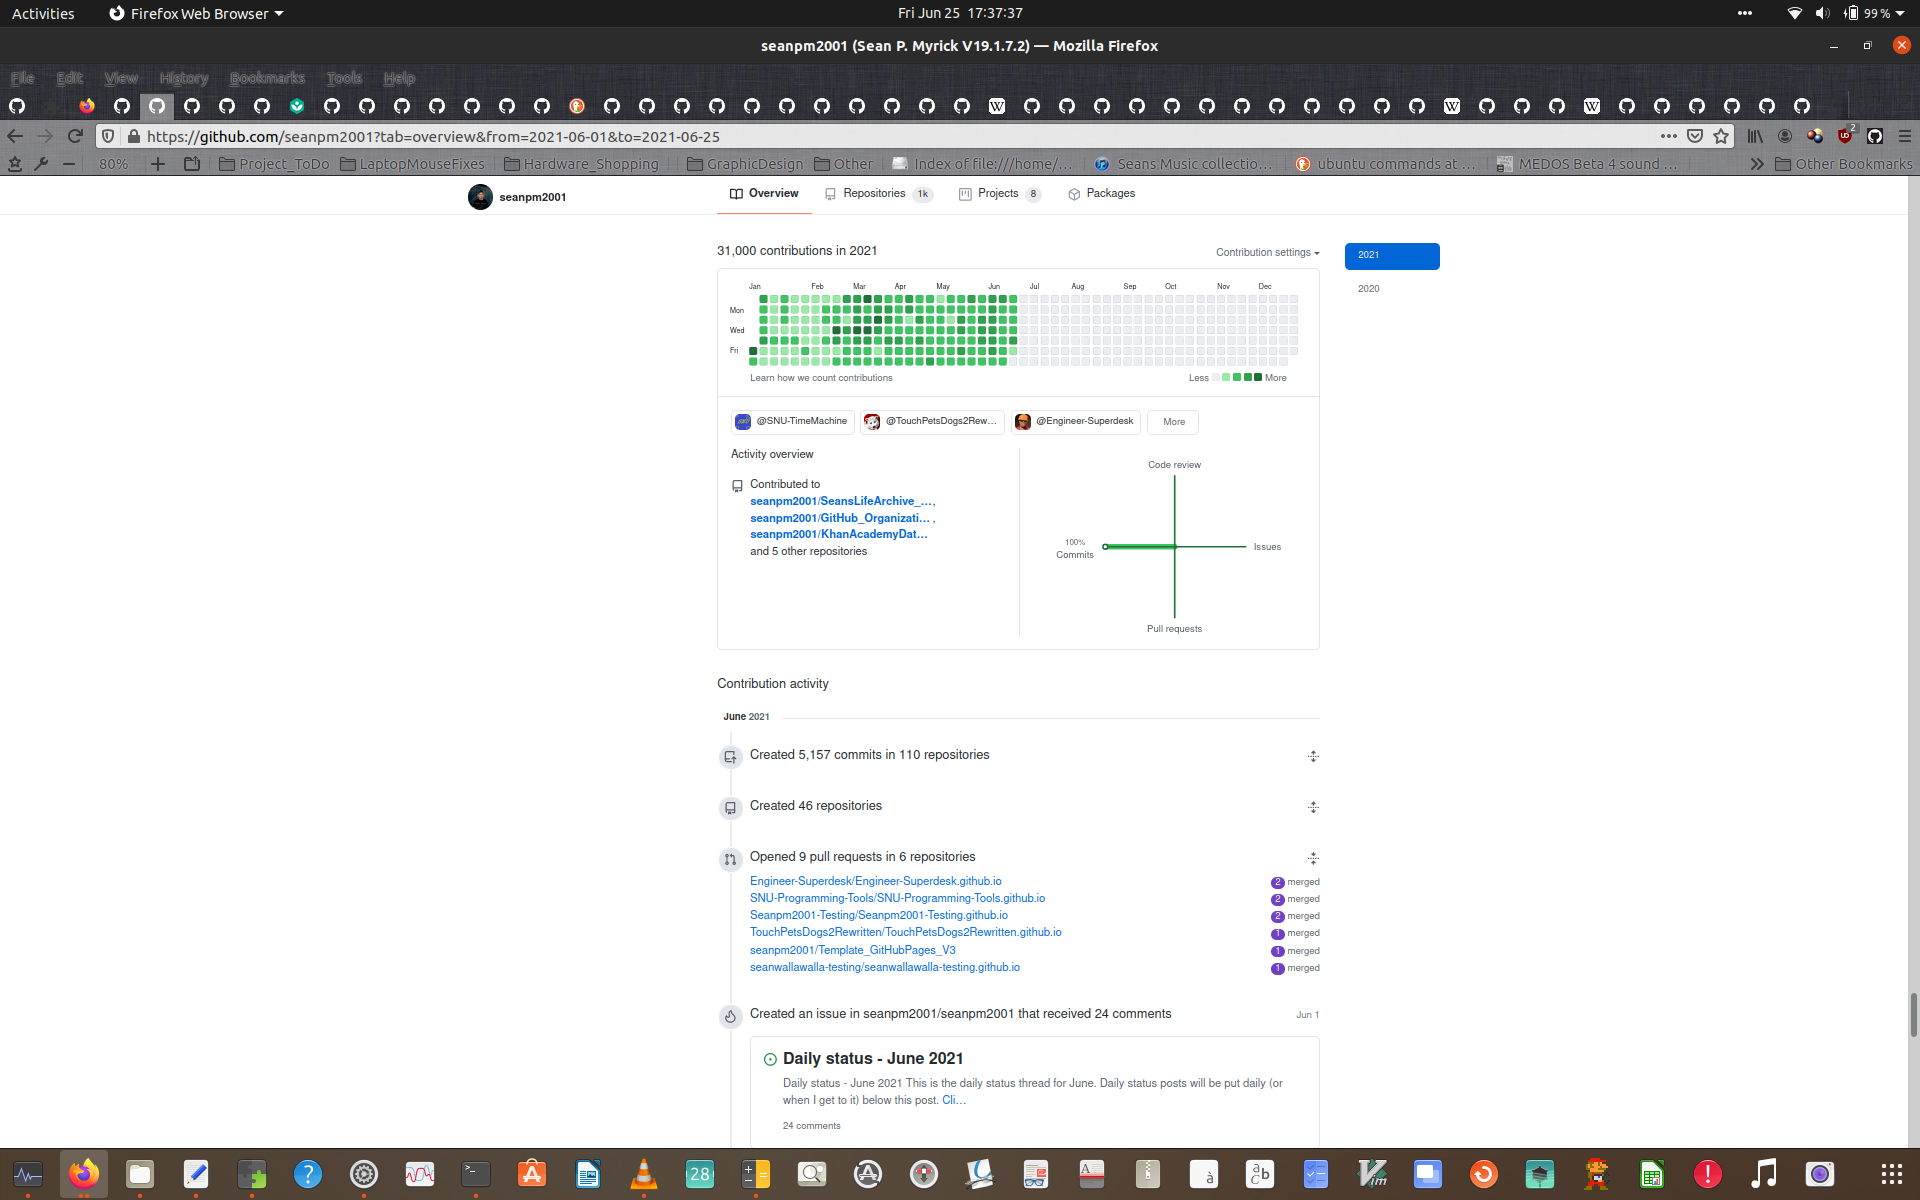 Activities
Firefox Web Browser
Fri Jun 25 17:37:37
99 %
seanpm2001 (Sean P. Myrick V19.1.7.2) — Mozilla Firefox
File Edit View History Bookmarks Tools Help
https://github.com/seanpm2001?tab=overview&from=2021-06-01&to=2021-06-25
2
80%
Project_ToDo
LaptopMouseFixes
Hardware_Shopping
GraphicDesign
Other
Index of file:///home/…
Seans Music collectio…
ubuntu commands at …
MEDOS Beta 4 sound …
Other Bookmarks
seanpm2001
Overview
Repositories 1k
Projects 8
Packages
31,000 contributions in 2021
Contribution settings
2021
2020
Jan Feb Mar Apr May Jun Jul Aug Sep Oct Nov Dec
Mon
Wed
Fri
Learn how we count contributions
Less More
@SNU-TimeMachine
@TouchPetsDogs2Rew…
@Engineer-Superdesk
More
Activity overview
Contributed to
seanpm2001/SeansLifeArchive_…,
seanpm2001/GitHub_Organizati… ,
seanpm2001/KhanAcademyDat…
and 5 other repositories
Code review
100%
Commits
Issues
Pull requests
Contribution activity
June 2021
Created 5,157 commits in 110 repositories
Created 46 repositories
Opened 9 pull requests in 6 repositories
Engineer-Superdesk/Engineer-Superdesk.github.io 2 merged
SNU-Programming-Tools/SNU-Programming-Tools.github.io 2 merged
Seanpm2001-Testing/Seanpm2001-Testing.github.io 2 merged
TouchPetsDogs2Rewritten/TouchPetsDogs2Rewritten.github.io 1 merged
seanpm2001/Template_GitHubPages_V3 1 merged
seanwallawalla-testing/seanwallawalla-testing.github.io 1 merged
Created an issue in seanpm2001/seanpm2001 that received 24 comments
Jun 1
Daily status - June 2021
Daily status - June 2021 This is the daily status thread for June. Daily status posts will be put daily (or
when I get to it) below this post. Cli…
24 comments
28